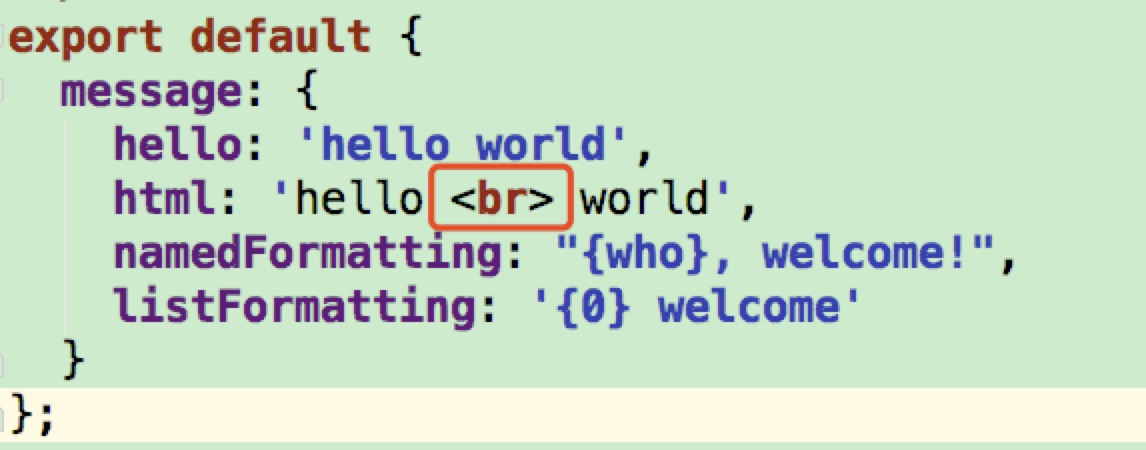 export default {
message: {
hello: 'hello world',
html: 'hello <br> world',
namedFormatting: "{who}, welcome!",
listFormatting: '{0} welcome'
}
};